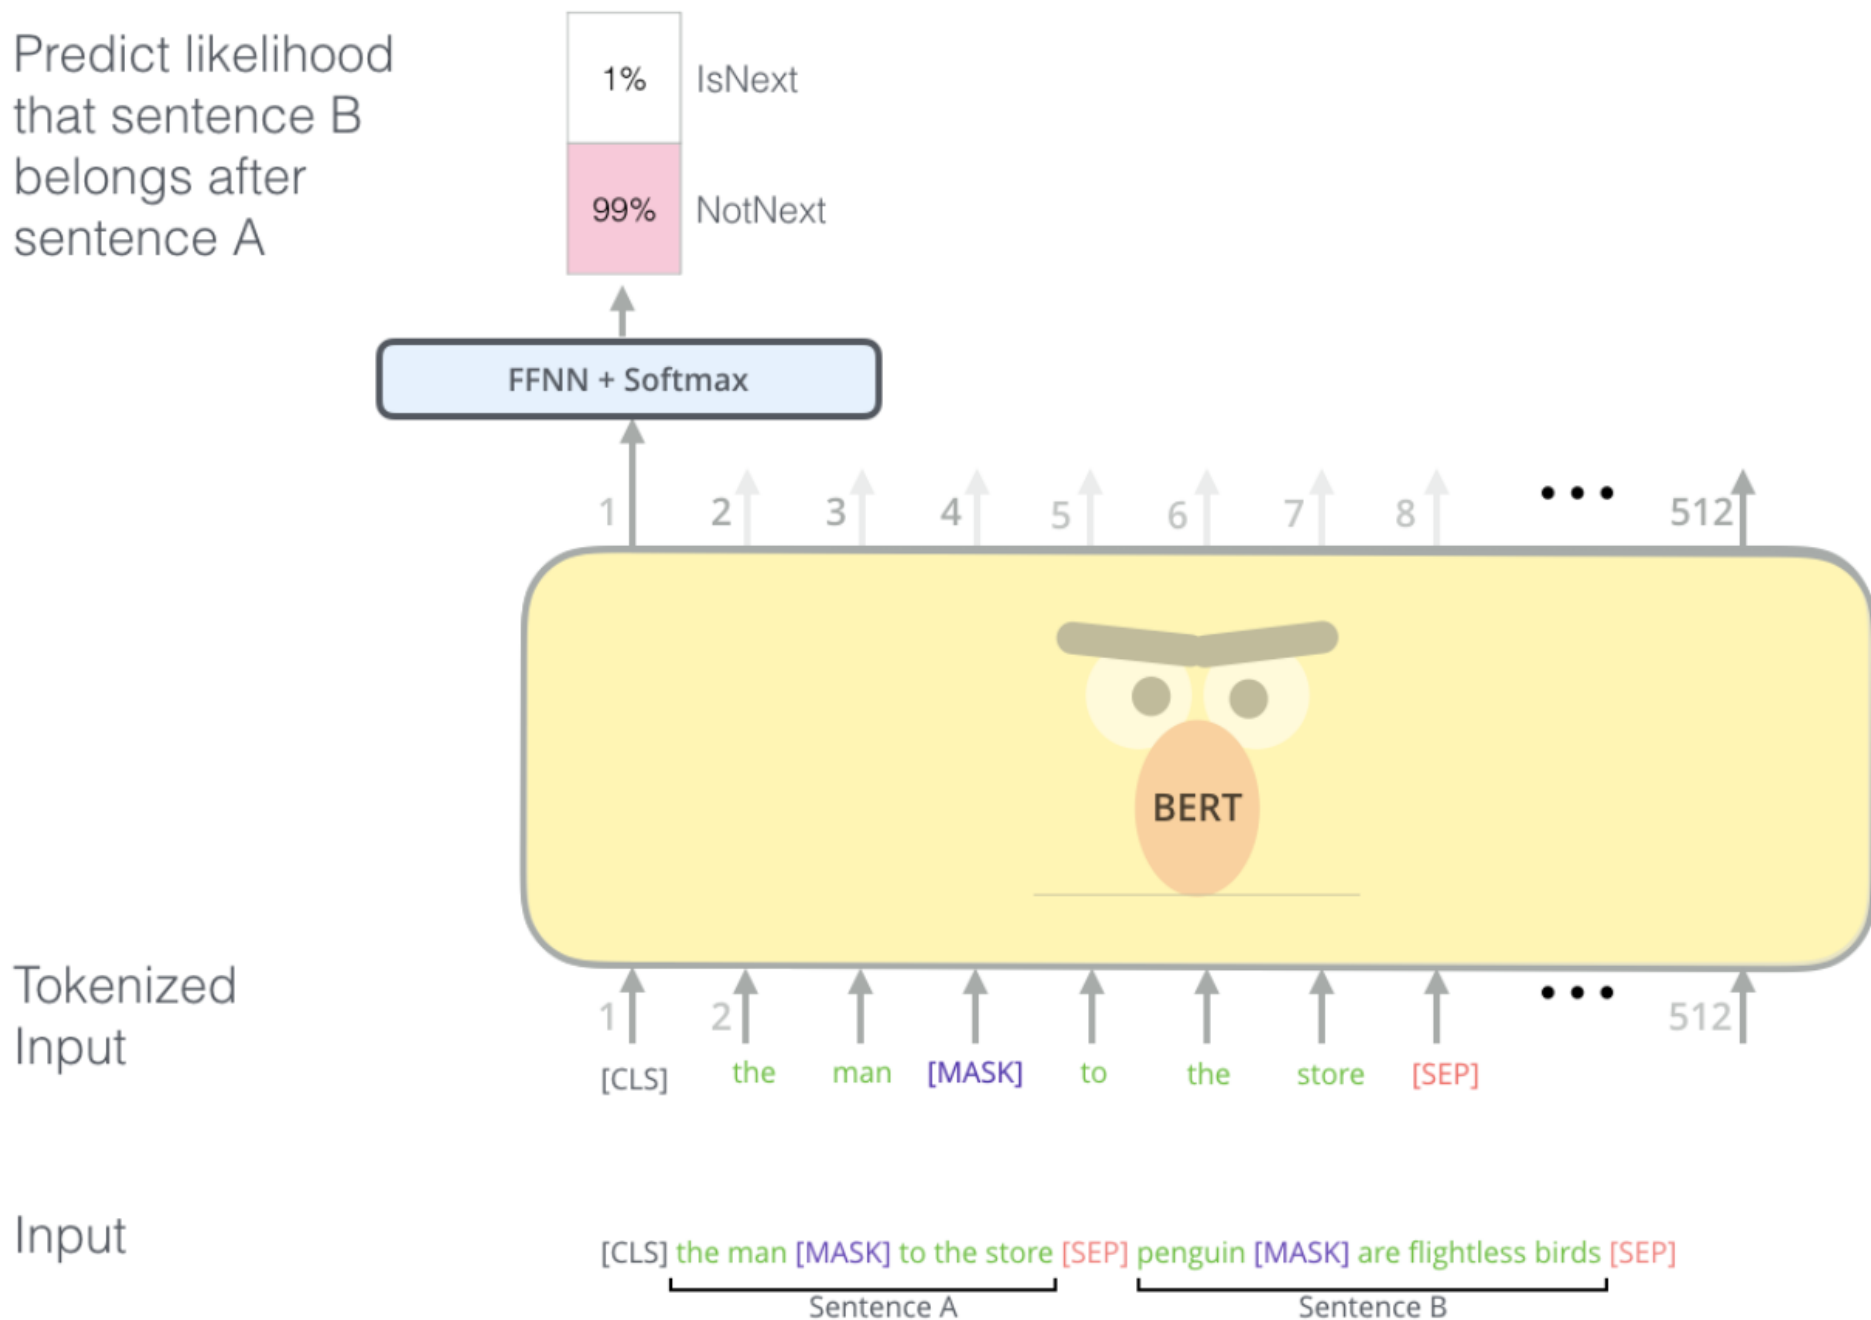 Predict likelihood
that sentence B
belongs after
sentence A
1% IsNext
99% NotNext
FFNN + Softmax
1 2 3 4 5 6 7 8 ••• 512
BERT
Tokenized
Input
1 2 ••• 512
[CLS] the man [MASK] to the store [SEP]
Input
[CLS] the man [MASK] to the store [SEP] penguin [MASK] are flightless birds [SEP]
Sentence A Sentence B